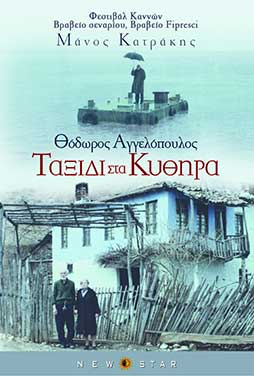 Φεστιβάλ Καννών
Βραβείο σεναρίου, Βραβείο Fipresci
Μάνος Κατράκης
Θόδωρος Αγγελόπουλος
Ταξίδι στα Κύθηρα
NEW STAR